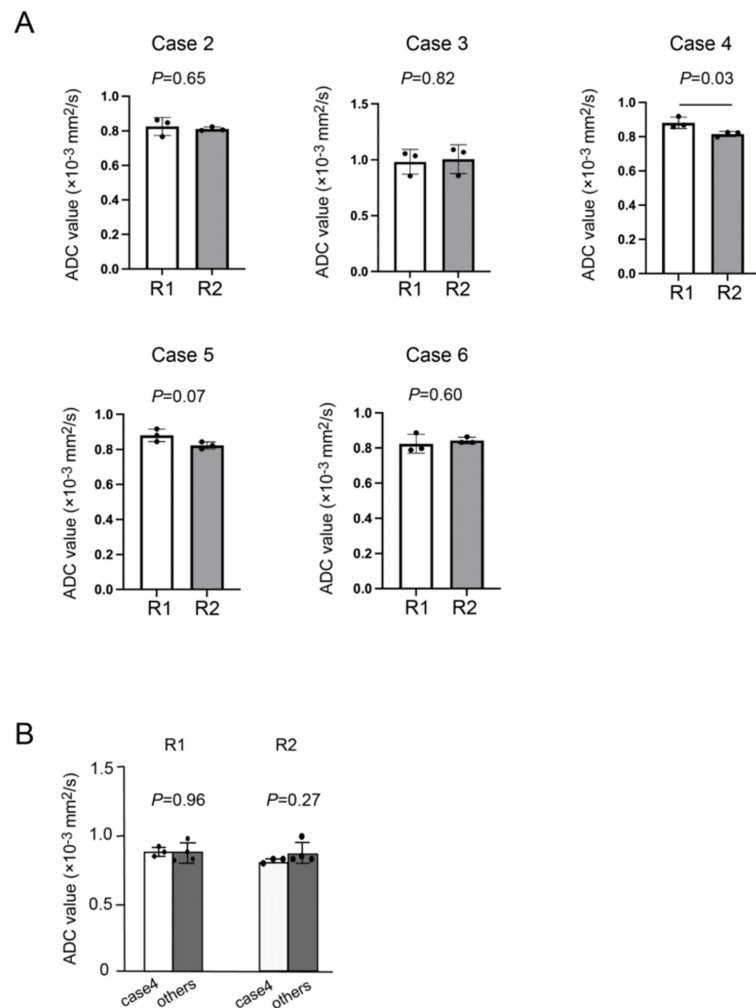 A
Case 2
P=0.65
ADC value (×10-3 mm2/s)
1.0
0.8
0.6
0.4
0.2
0.0
R1 R2
Case 3
P=0.82
ADC value (×10-3 mm2/s)
1.5
1.0
0.5
0.0
R1 R2
Case 4
P=0.03
ADC value (×10-3 mm2/s)
1.0
0.8
0.6
0.4
0.2
0.0
R1 R2
Case 5
P=0.07
ADC value (×10-3 mm2/s)
1.0
0.8
0.6
0.4
0.2
0.0
R1 R2
Case 6
P=0.60
ADC value (×10-3 mm2/s)
1.0
0.8
0.6
0.4
0.2
0.0
R1 R2
B
R1 R2
P=0.96 P=0.27
ADC value (×10-3 mm2/s)
1.5
1.0
0.5
0
case4 others case4 others